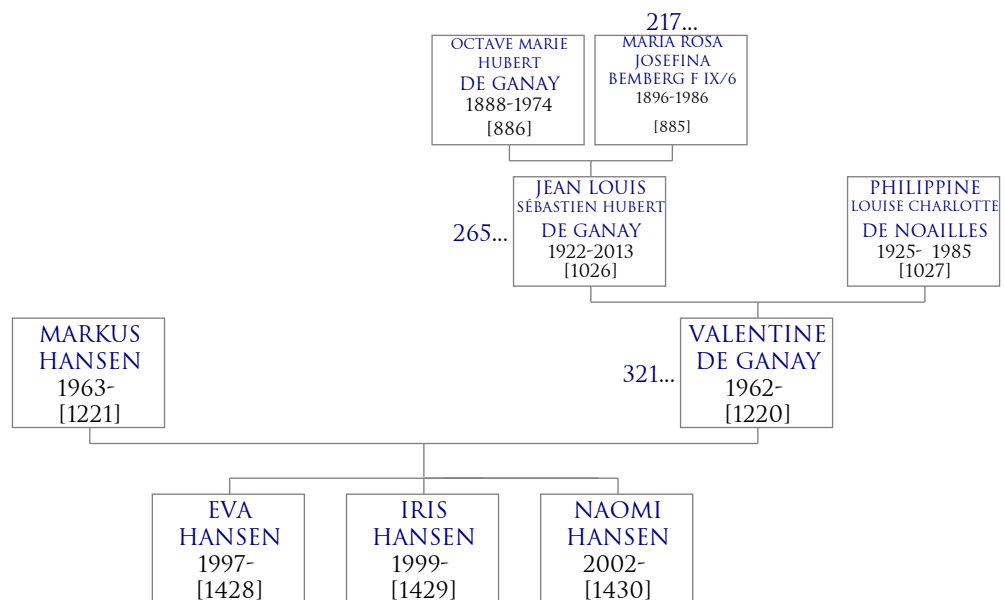 217...
OCTAVE MARIE
HUBERT
DE GANAY
1888-1974
[886]
MARIA ROSA
JOSEFINA
BEMBERG F IX/6
1896-1986
[885]
265...
JEAN LOUIS
SÉBASTIEN HUBERT
DE GANAY
1922-2013
[1026]
PHILIPPINE
LOUISE CHARLOTTE
DE NOAILLES
1925- 1985
[1027]
MARKUS
HANSEN
1963-
[1221]
321...
VALENTINE
DE GANAY
1962-
[1220]
EVA
HANSEN
1997-
[1428]
IRIS
HANSEN
1999-
[1429]
NAOMI
HANSEN
2002-
[1430]